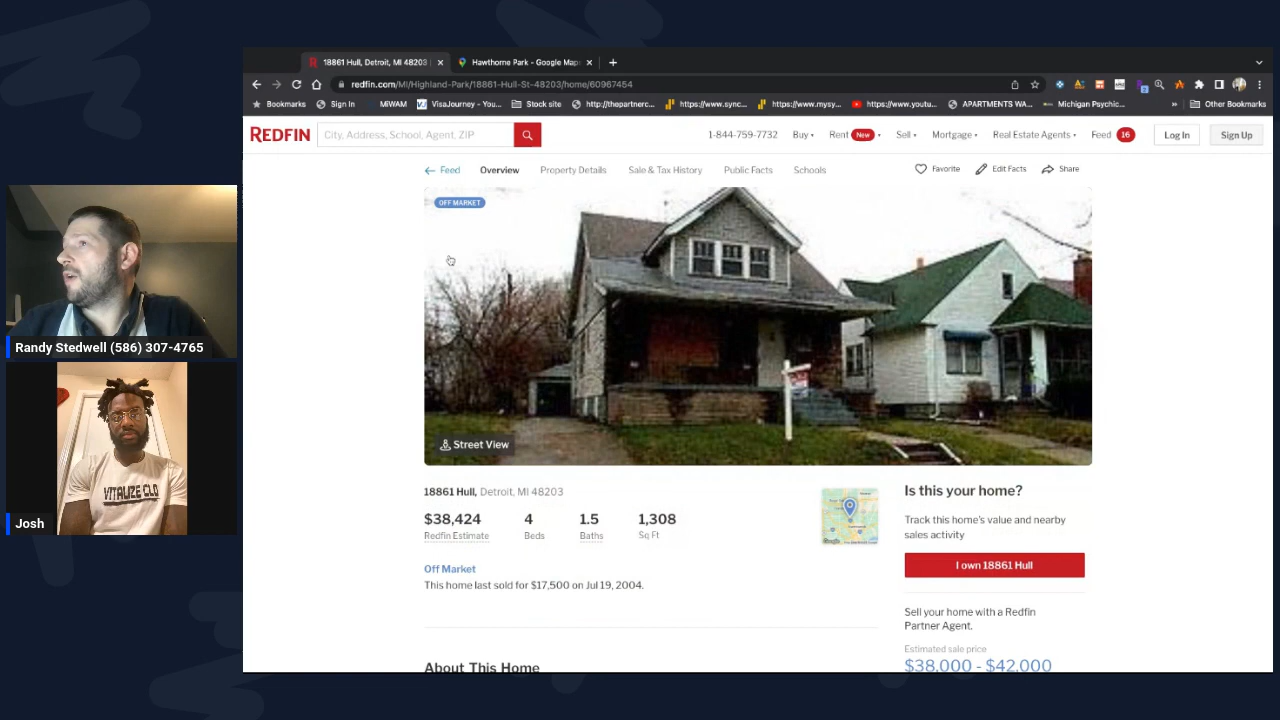 18861 Hull, Detroit, MI 48203
Hawthorne Park - Google Map
redfin.com/MI/Highland-Park/18861-Hull-St-48203/home/60967454
Bookmarks
Sign In
MiWAM
VisaJourney - You...
Stock site
http://thepartnerc...
https://www.sync...
https://www.mysy...
https://www.youtu...
APARTMENTS WA...
Michigan Psychic...
»
Other Bookmarks
REDFIN
City, Address, School, Agent, ZIP
1-844-759-7732
Buy
Rent New
Sell
Mortgage
Real Estate Agents
Feed 16
Log In
Sign Up
Feed
Overview
Property Details
Sale & Tax History
Public Facts
Schools
Favorite
Edit Facts
Share
OFF MARKET
Street View
Randy Stedwell (586) 307-4765
VITALIZE CLO
Josh
18861 Hull, Detroit, MI 48203
$38,424
Redfin Estimate
4
Beds
1.5
Baths
1,308
Sq Ft
Off Market
This home last sold for $17,500 on Jul 19, 2004.
About This Home
Is this your home?
Track this home's value and nearby
sales activity
I own 18861 Hull
Sell your home with a Redfin
Partner Agent.
Estimated sale price
$38,000 - $42,000